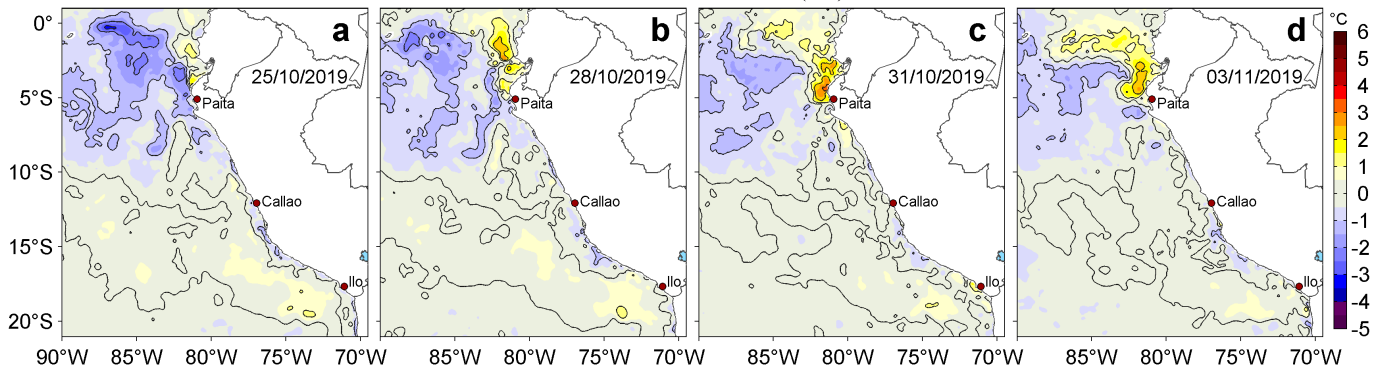 a b c d °C
0° 25/10/2019 28/10/2019 31/10/2019 03/11/2019 6
5°S Paita Paita Paita Paita 5
10°S 4
15°S Callao Callao Callao Callao 3
20°S Ilo Ilo Ilo Ilo 2
1
0
-1
-2
-3
-4
-5
90°W 85°W 80°W 75°W 70°W 85°W 80°W 75°W 70°W 85°W 80°W 75°W 70°W 85°W 80°W 75°W 70°W